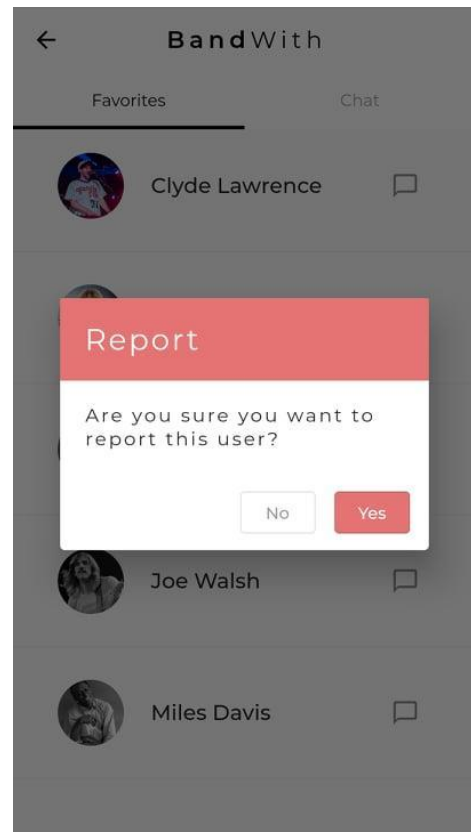 BandWith
Favorites Chat
Clyde Lawrence
Report
Are you sure you want to
report this user?
No Yes
Joe Walsh
Miles Davis